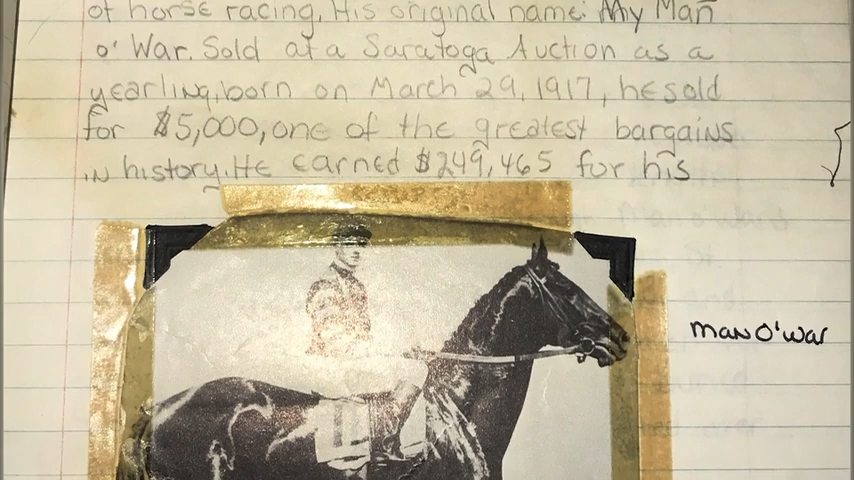 of horse racing. His original name: My Man
o' War. Sold at a Saratoga Auction as a
yearling, born on March 29, 1917, he sold
for $5,000, one of the greatest bargains
in history. He earned $249,465 for his
man O'war